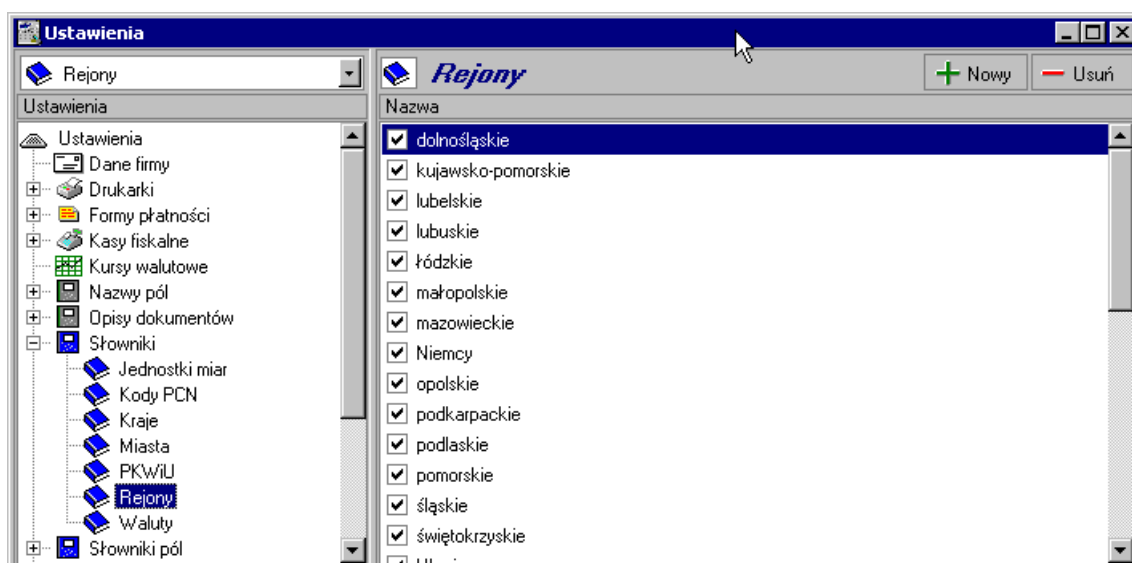 Ustawienia
Rejony
Rejony
Nowy
Usuń
Ustawienia
Nazwa
Ustawienia
Dane firmy
Drukarki
Formy płatności
Kasy fiskalne
Kursy walutowe
Nazwy pól
Opisy dokumentów
Słowniki
Jednostki miar
Kody PCN
Kraje
Miasta
PKWiU
Rejony
Waluty
Słowniki pól
dolnośląskie
kujawsko-pomorskie
lubelskie
lubuskie
łódzkie
małopolskie
mazowieckie
Niemcy
opolskie
podkarpackie
podlaskie
pomorskie
śląskie
świętokrzyskie